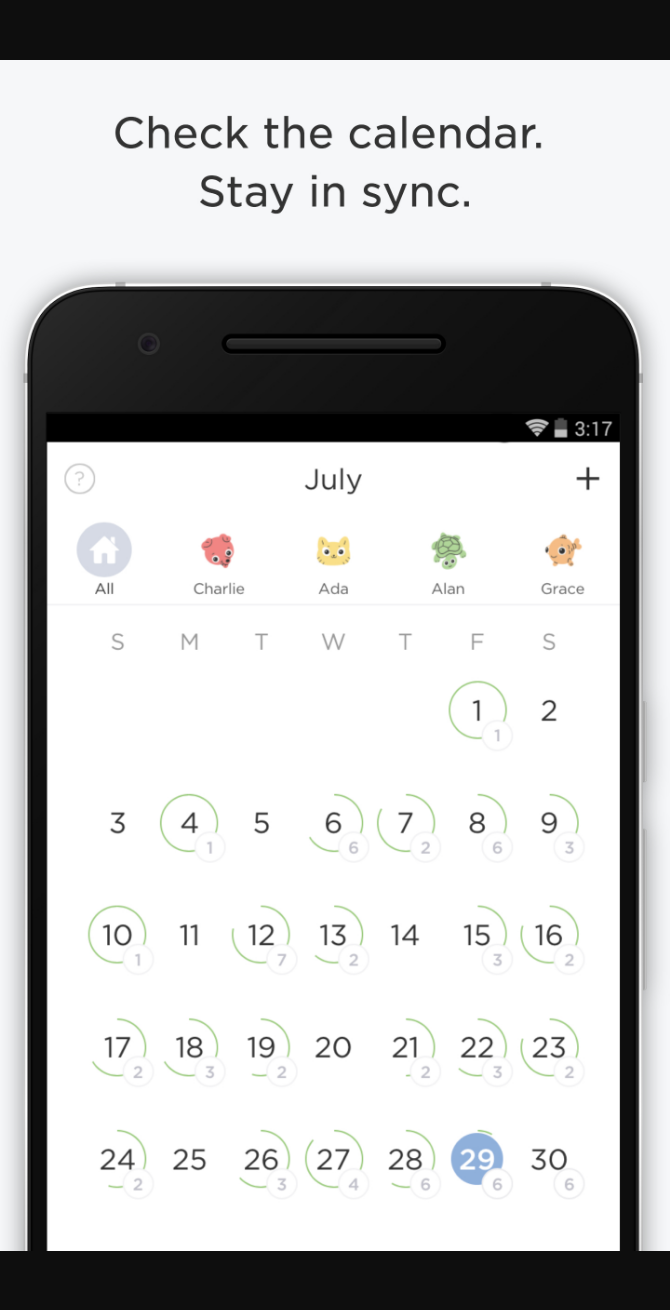 Check the calendar.
Stay in sync.
3:17
?
July
+
All Charlie Ada Alan Grace
S M T W T F S
1 2
1
3 4 5 6 7 8 9
1 6 2 6 3
10 11 12 13 14 15 16
1 7 2 3 2
17 18 19 20 21 22 23
2 3 2 2 3 2
24 25 26 27 28 29 30
2 3 4 6 6 6